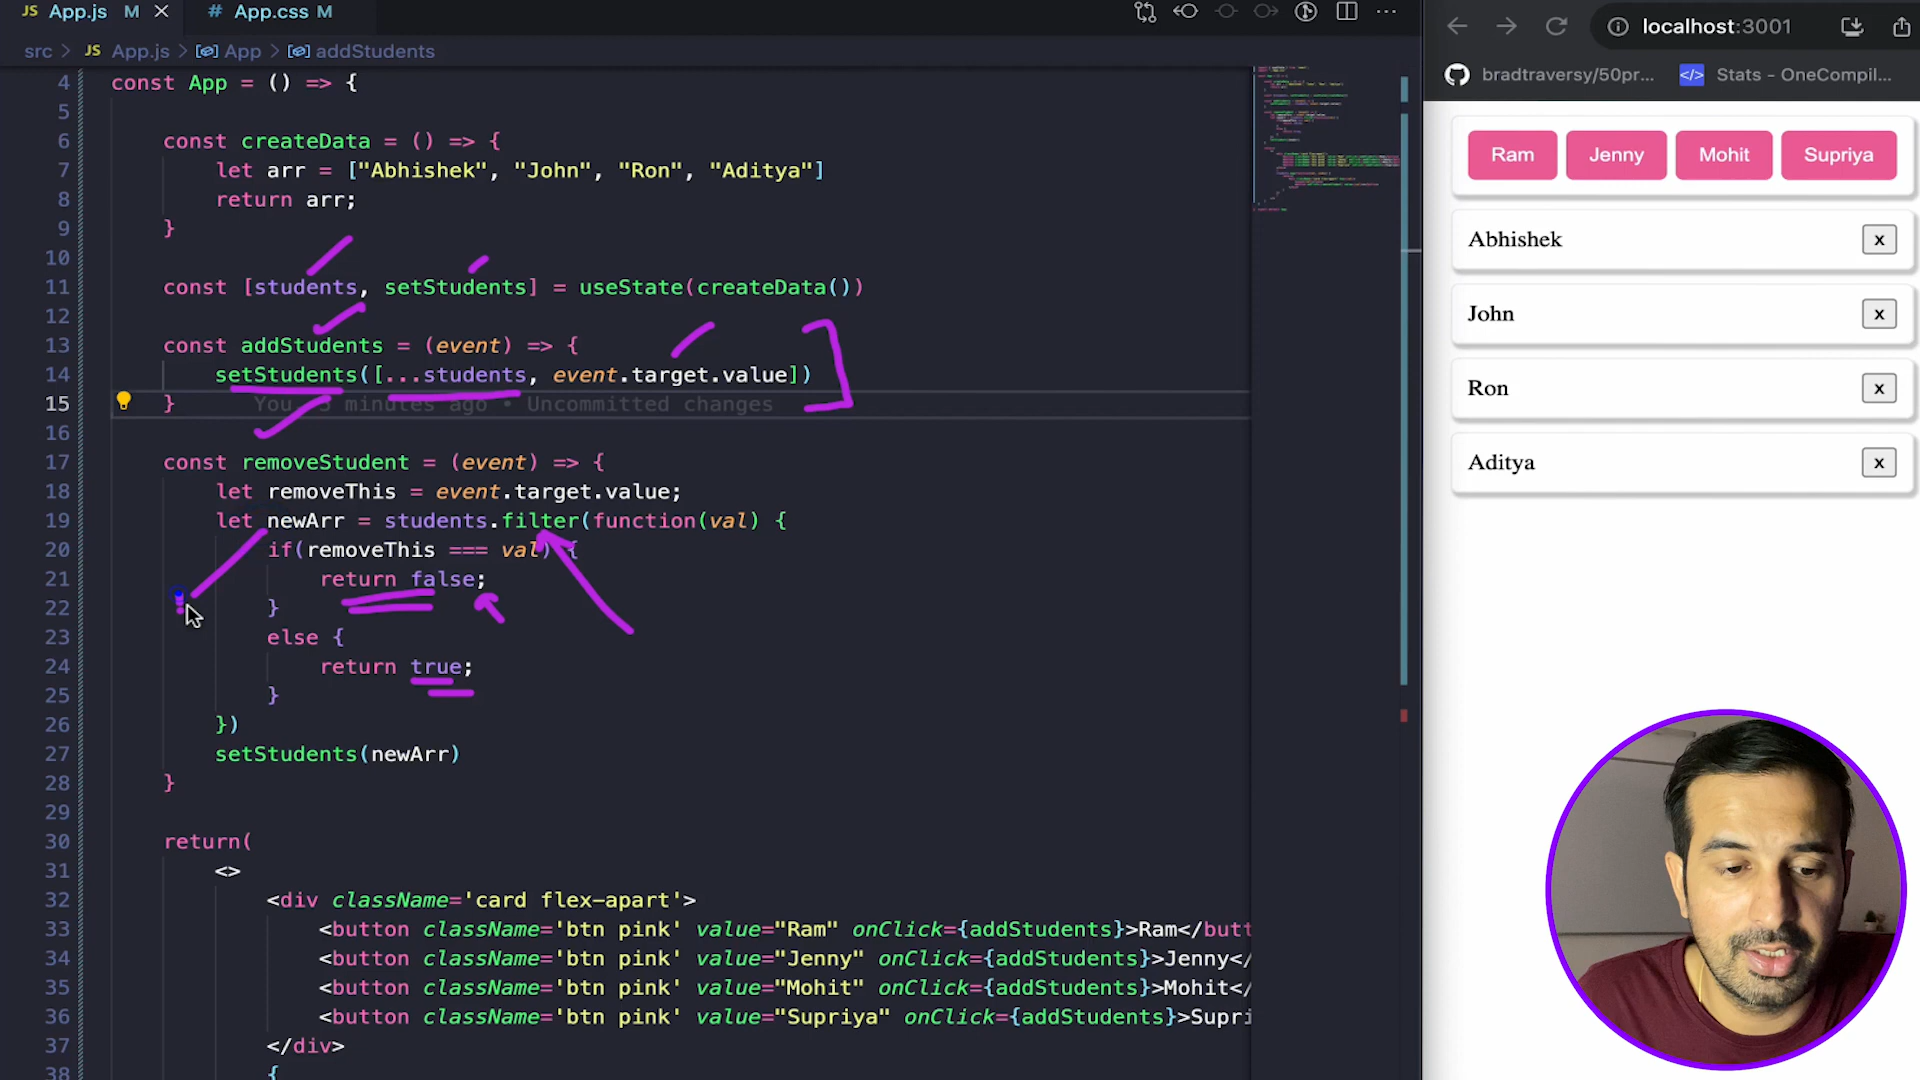 JS App.js M
# App.css M
src > JS App.js > App > addStudents
4 const App = () => {
5
6 const createData = () => {
7 let arr = ["Abhishek", "John", "Ron", "Aditya"]
8 return arr;
9 }
10
11 const [students, setStudents] = useState(createData())
12
13 const addStudents = (event) => {
14 setStudents([...students, event.target.value])
15 } You, 3 minutes ago • Uncommitted changes
16
17 const removeStudent = (event) => {
18 let removeThis = event.target.value;
19 let newArr = students.filter(function(val) {
20 if(removeThis === val) {
21 return false;
22 }
23 else {
24 return true;
25 }
26 })
27 setStudents(newArr)
28 }
29
30 return(
31 <>
32 <div className='card flex-apart'>
33 <button className='btn pink' value="Ram" onClick={addStudents}>Ram</butt
34 <button className='btn pink' value="Jenny" onClick={addStudents}>Jenny</
35 <button className='btn pink' value="Mohit" onClick={addStudents}>Mohit</
36 <button className='btn pink' value="Supriya" onClick={addStudents}>Supri
37 </div>
38 {
localhost:3001
bradtraversy/50pr...
</> Stats - OneCompil...
Ram Jenny Mohit Supriya
Abhishek x
John x
Ron x
Aditya x